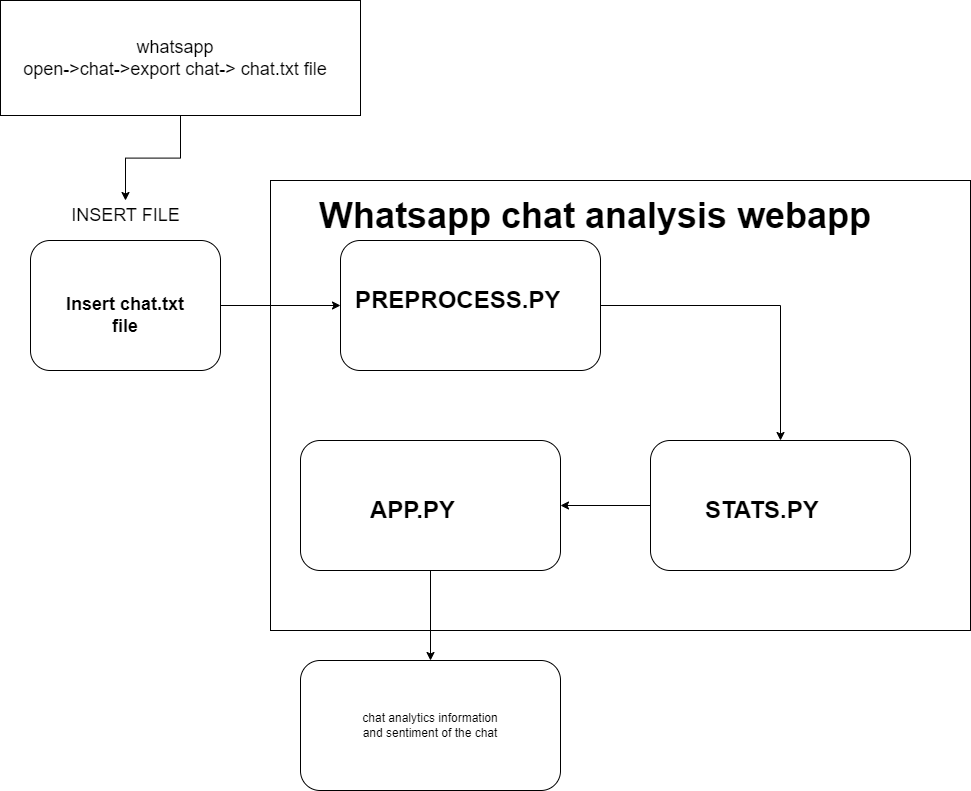 whatsapp
open->chat->export chat-> chat.txt file
INSERT FILE
Whatsapp chat analysis webapp
Insert chat.txt
file
PREPROCESS.PY
APP.PY
STATS.PY
chat analytics information
and sentiment of the chat